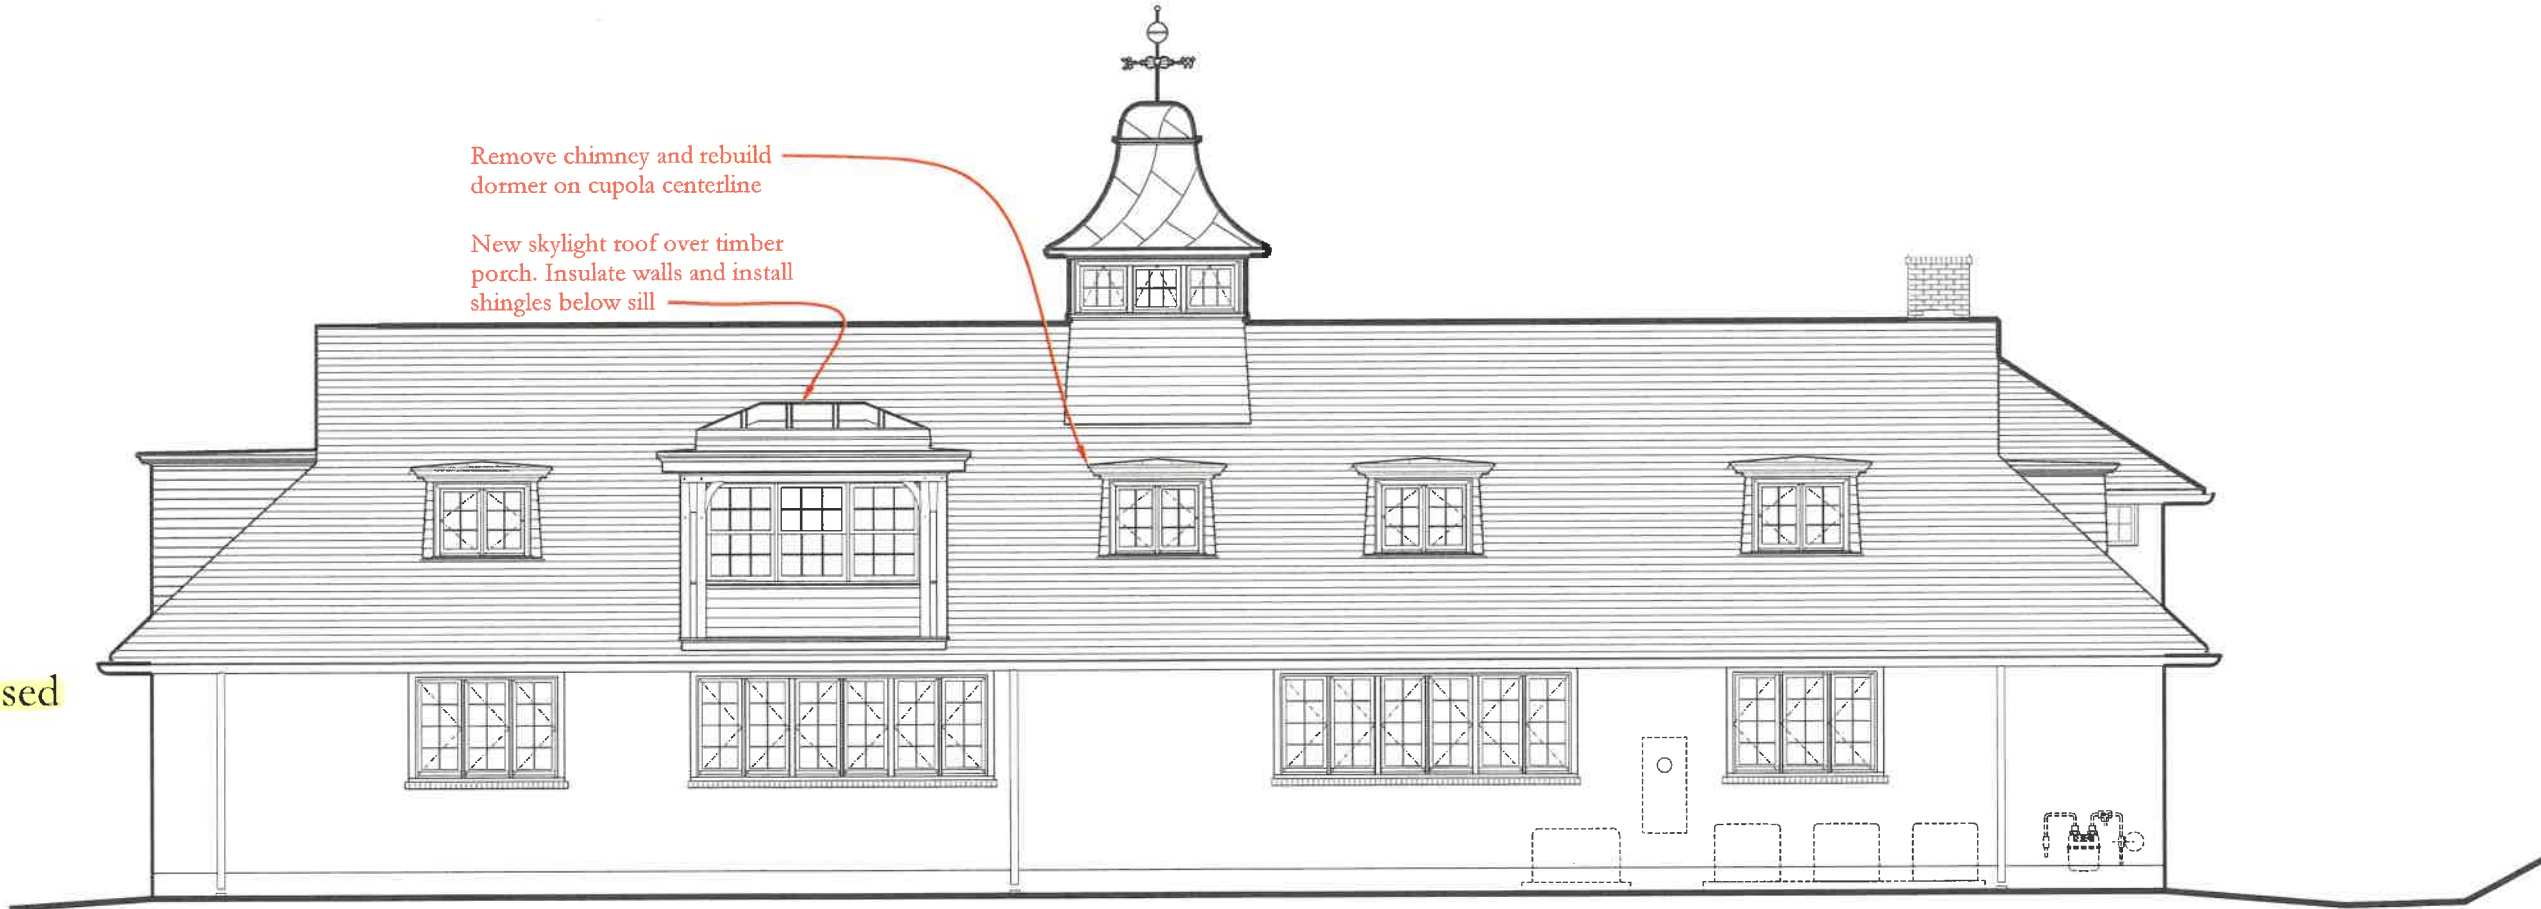 Remove chimney and rebuild
dormer on cupola centerline
New skylight roof over timber
porch. Insulate walls and install
shingles below sill
sed